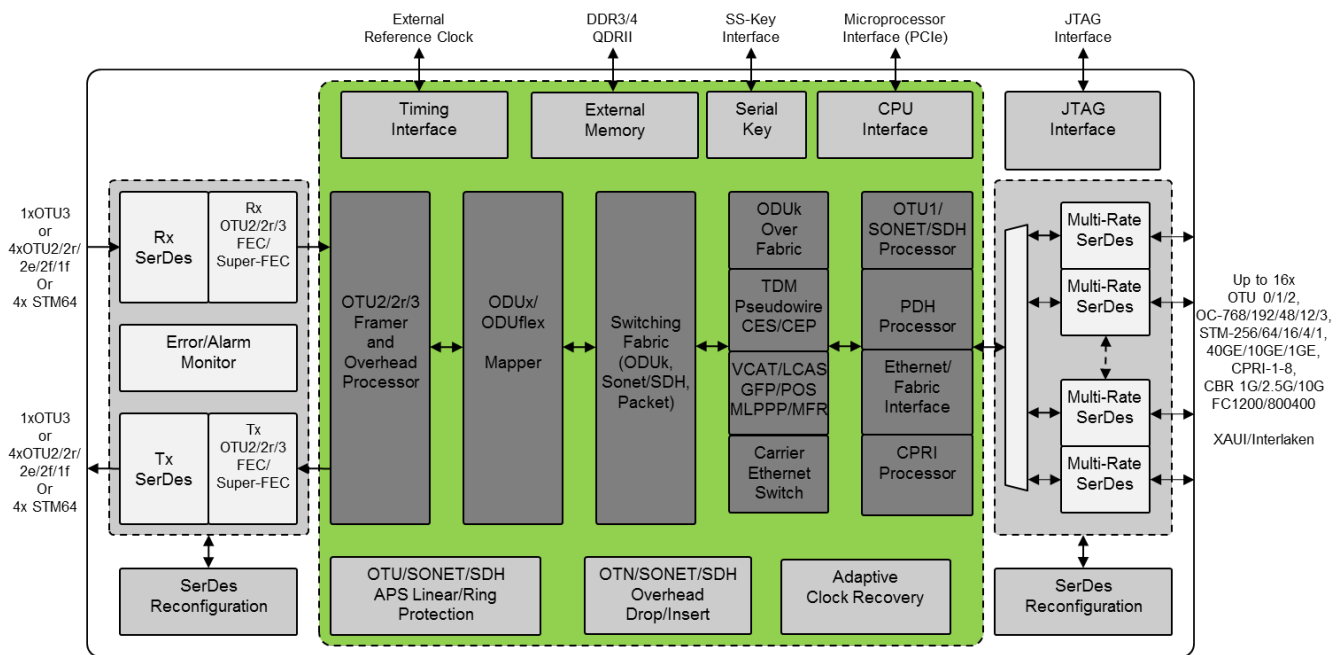 External
Reference Clock
DDR3/4
QDRII
SS-Key
Interface
Microprocessor
Interface (PCIe)
JTAG
Interface
Timing
Interface
External
Memory
Serial
Key
CPU
Interface
JTAG
Interface
1xOTU3
or
4xOTU2/2r/
2e/2f/1f
Or
4x STM64
Rx
SerDes
Rx
OTU2/2r/3
FEC/
Super-FEC
Error/Alarm
Monitor
1xOTU3
or
4xOTU2/2r/
2e/2f/1f
Or
4x STM64
Tx
SerDes
Tx
OTU2/2r/3
FEC/
Super-FEC
SerDes
Reconfiguration
OTU2/2r/3
Framer
and
Overhead
Processor
ODUx/
ODUflex
Mapper
Switching
Fabric
(ODUk,
Sonet/SDH,
Packet)
ODUk
Over
Fabric
TDM
Pseudowire
CES/CEP
VCAT/LCAS
GFP/POS
MLPPP/MFR
Carrier
Ethernet
Switch
OTU1/
SONET/SDH
Processor
PDH
Processor
Ethernet/
Fabric
Interface
CPRI
Processor
Multi-Rate
SerDes
Multi-Rate
SerDes
Multi-Rate
SerDes
Multi-Rate
SerDes
Up to 16x
OTU 0/1/2,
OC-768/192/48/12/3,
STM-256/64/16/4/1,
40GE/10GE/1GE,
CPRI-1-8,
CBR 1G/2.5G/10G
FC1200/800400
XAUI/Interlaken
OTU/SONET/SDH
APS Linear/Ring
Protection
OTN/SONET/SDH
Overhead
Drop/Insert
Adaptive
Clock Recovery
SerDes
Reconfiguration